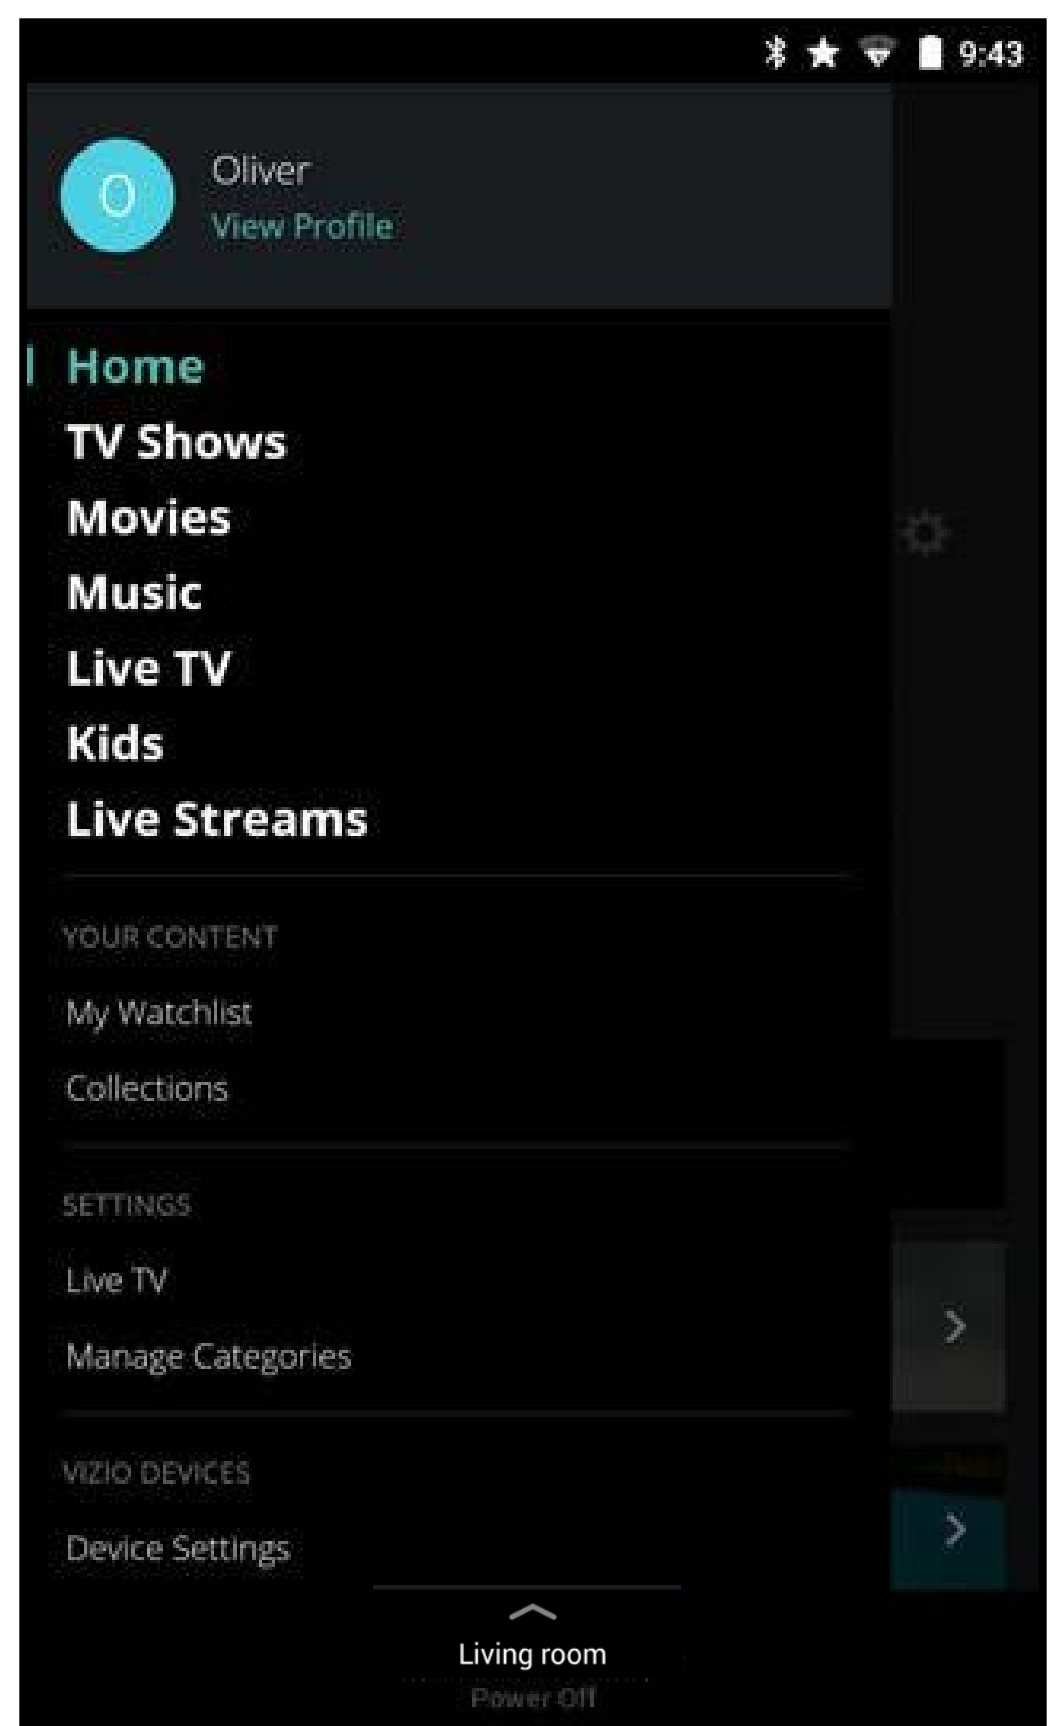 9:43
O
Oliver
View Profile
Home
TV Shows
Movies
Music
Live TV
Kids
Live Streams
YOUR CONTENT
My Watchlist
Collections
SETTINGS
Live TV
Manage Categories
VIZIO DEVICES
Device Settings
Living room
Power Off